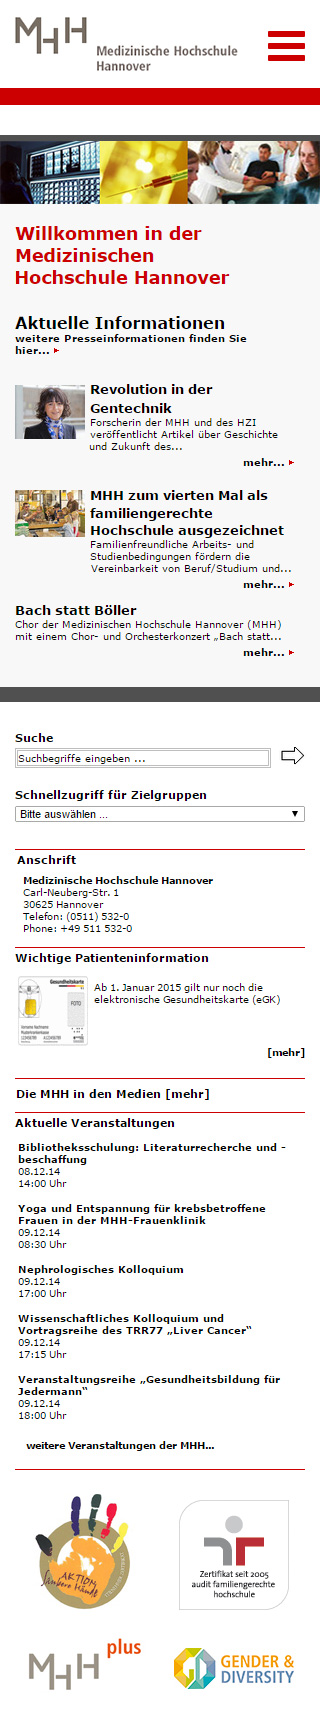 MHH
Medizinische Hochschule
Hannover
Willkommen in der
Medizinischen
Hochschule Hannover
Aktuelle Informationen
weitere Presseinformationen finden Sie
hier...
Revolution in der
Gentechnik
Forscherin der MHH und des HZI
veröffentlicht Artikel über Geschichte
und Zukunft des...
mehr...
MHH zum vierten Mal als
familiengerechte
Hochschule ausgezeichnet
Familienfreundliche Arbeits- und
Studienbedingungen fördern die
Vereinbarkeit von Beruf/Studium und...
mehr...
Bach statt Böller
Chor der Medizinischen Hochschule Hannover (MHH)
mit einem Chor- und Orchesterkonzert „Bach statt...
mehr...
Suche
Suchbegriffe eingeben ...
Schnellzugriff für Zielgruppen
Bitte auswählen ...
Anschrift
Medizinische Hochschule Hannover
Carl-Neuberg-Str. 1
30625 Hannover
Telefon: (0511) 532-0
Phone: +49 511 532-0
Wichtige Patienteninformation
Gesundheitskarte
FOTO
Ab 1. Januar 2015 gilt nur noch die
elektronische Gesundheitskarte (eGK)
[mehr]
Die MHH in den Medien [mehr]
Aktuelle Veranstaltungen
Bibliotheksschulung: Literaturrecherche und -
beschaffung
08.12.14
14:00 Uhr
Yoga und Entspannung für krebsbetroffene
Frauen in der MHH-Frauenklinik
09.12.14
08:30 Uhr
Nephrologisches Kolloquium
09.12.14
17:00 Uhr
Wissenschaftliches Kolloquium und
Vortragsreihe des TRR77 „Liver Cancer“
09.12.14
17:15 Uhr
Veranstaltungsreihe „Gesundheitsbildung für
Jedermann“
09.12.14
18:00 Uhr
weitere Veranstaltungen der MHH...
AKTION
Saubere Hände
Zertifikat seit 2005
audit familiengerechte
hochschule
MHH plus
GENDER &
DIVERSITY